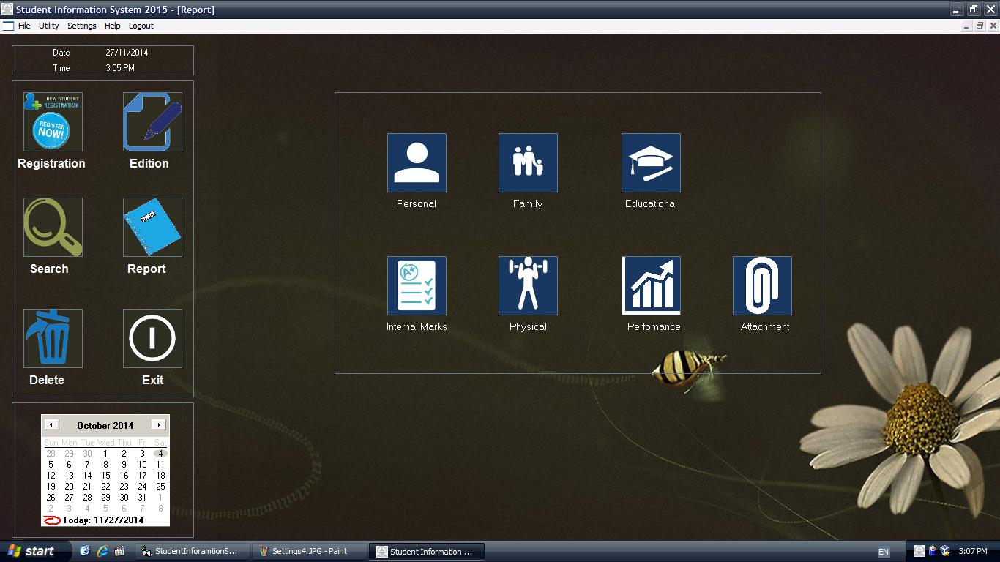 Student Information System 2015 - [Report]
File Utility Settings Help Logout
Date 27/11/2014
Time 3:05 PM
NEW STUDENT
REGISTRATION
REGISTER
NOW!
Registration Edition
Search Report
Delete Exit
Personal Family Educational
A+
Internal Marks Physical Perfomance Attachment
October 2014
Sun Mon Tue Wed Thu Fri Sat
28 29 30 1 2 3 4
5 6 7 8 9 10 11
12 13 14 15 16 17 18
19 20 21 22 23 24 25
26 27 28 29 30 31 1
2 3 4 5 6 7 8
Today: 11/27/2014
start StudentInforamtionS... Settings4.JPG - Paint Student Information ... EN 3:07 PM